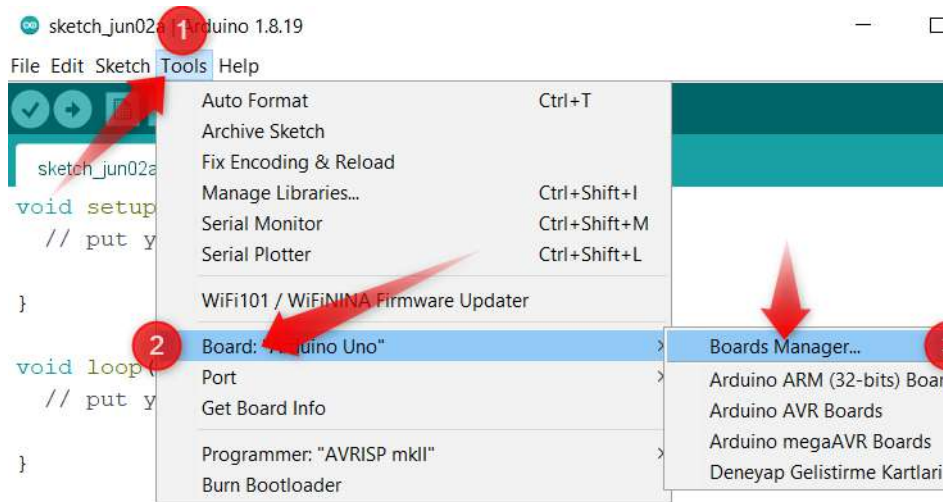 sketch_jun02a | Arduino 1.8.19
1
File Edit Sketch Tools Help
Auto Format Ctrl+T
Archive Sketch
sketch_jun02a
Fix Encoding & Reload
Manage Libraries... Ctrl+Shift+I
void setup
Serial Monitor Ctrl+Shift+M
// put y
Serial Plotter Ctrl+Shift+L
}
WiFi101 / WiFiNINA Firmware Updater
2
Board: "Arduino Uno"
Boards Manager...
void loop(
Port
Arduino ARM (32-bits) Boar
// put y
Get Board Info
Arduino AVR Boards
Arduino megaAVR Boards
}
Programmer: "AVRISP mkII"
Deneyap Gelistirme Kartlari
Burn Bootloader